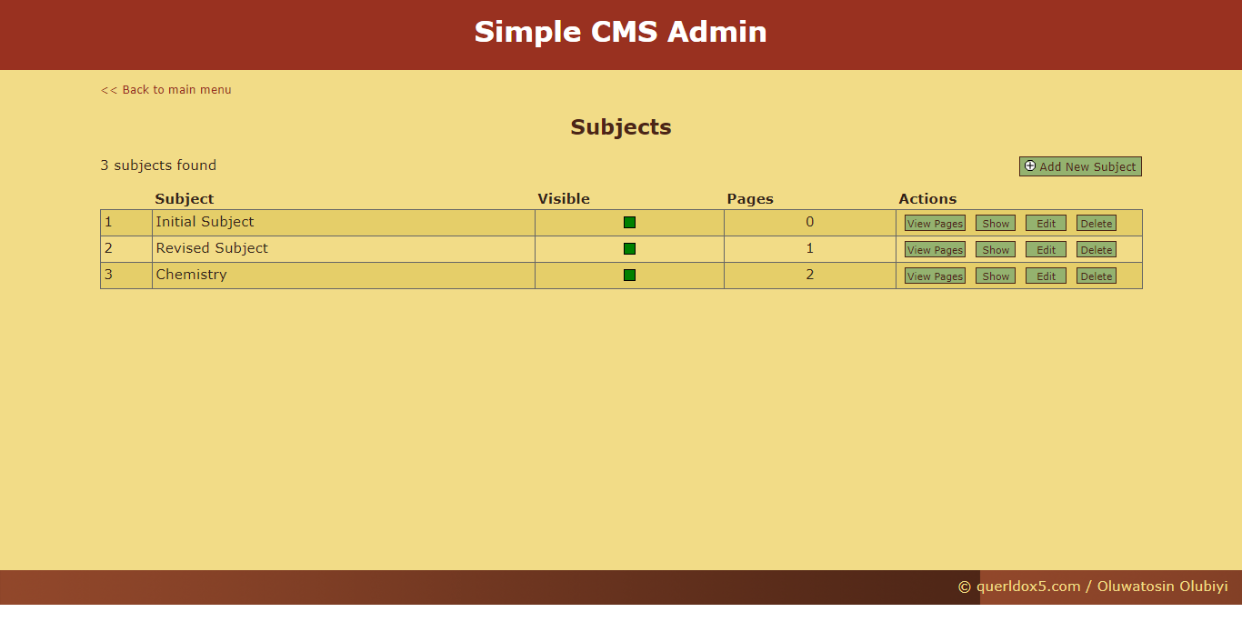 Simple CMS Admin
<< Back to main menu
Subjects
3 subjects found
Add New Subject
Subject Visible Pages Actions
1 Initial Subject 0 View Pages Show Edit Delete
2 Revised Subject 1 View Pages Show Edit Delete
3 Chemistry 2 View Pages Show Edit Delete
© querldox5.com / Oluwatosin Olubiyi